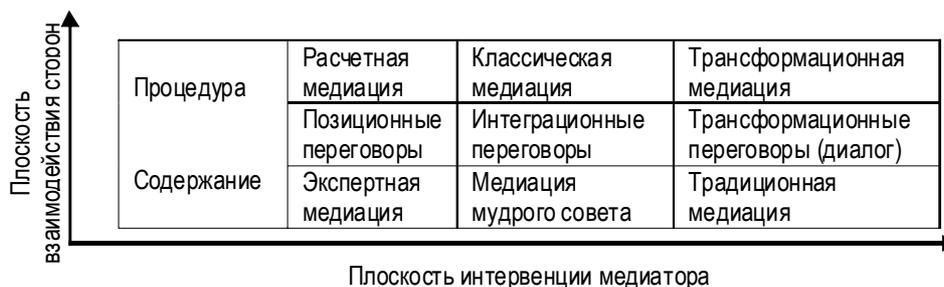 Плоскость
взаимодействия сторон
Процедура
Расчетная
медиация
Классическая
медиация
Трансформационная
медиация
Позиционные
переговоры
Интеграционные
переговоры
Трансформационные
переговоры (диалог)
Содержание
Экспертная
медиация
Медиация
мудрого совета
Традиционная
медиация
Плоскость интервенции медиатора